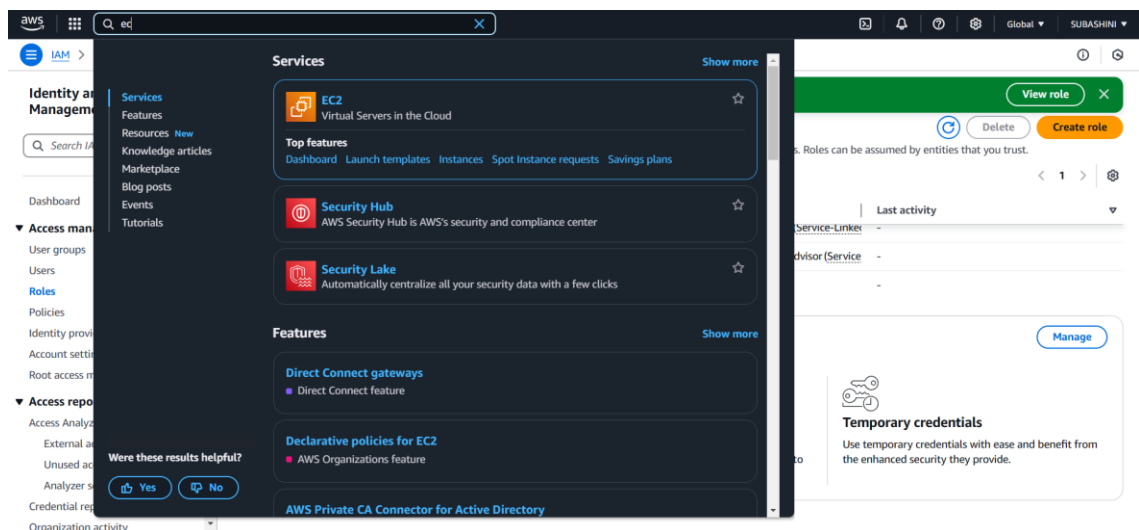 aws
ec
Global
SUBASHINI
IAM
Identity an
Managem
Search IA
Dashboard
Access man
User groups
Users
Roles
Policies
Identity provi
Account settin
Root access m
Access repo
Access Analyz
External a
Unused ac
Analyzer s
Credential rep
Organization activity
Services
Features
Resources New
Knowledge articles
Marketplace
Blog posts
Events
Tutorials
Were these results helpful?
Yes
No
Services
Show more
EC2
Virtual Servers in the Cloud
Top features
Dashboard Launch templates Instances Spot Instance requests Savings plans
Security Hub
AWS Security Hub is AWS's security and compliance center
Security Lake
Automatically centralize all your security data with a few clicks
Features
Show more
Direct Connect gateways
Direct Connect feature
Declarative policies for EC2
AWS Organizations feature
AWS Private CA Connector for Active Directory
View role
Delete
Create role
s. Roles can be assumed by entities that you trust.
1
Last activity
(Service-Linked -
dvisor (Service -
-
Manage
Temporary credentials
Use temporary credentials with ease and benefit from
to
the enhanced security they provide.